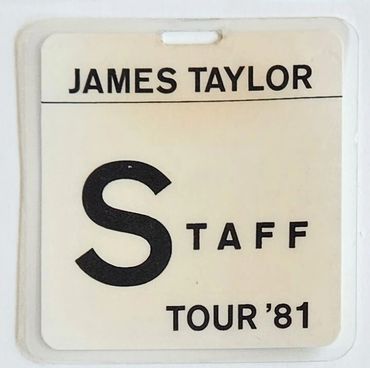 JAMES TAYLOR
STAFF
TOUR '81